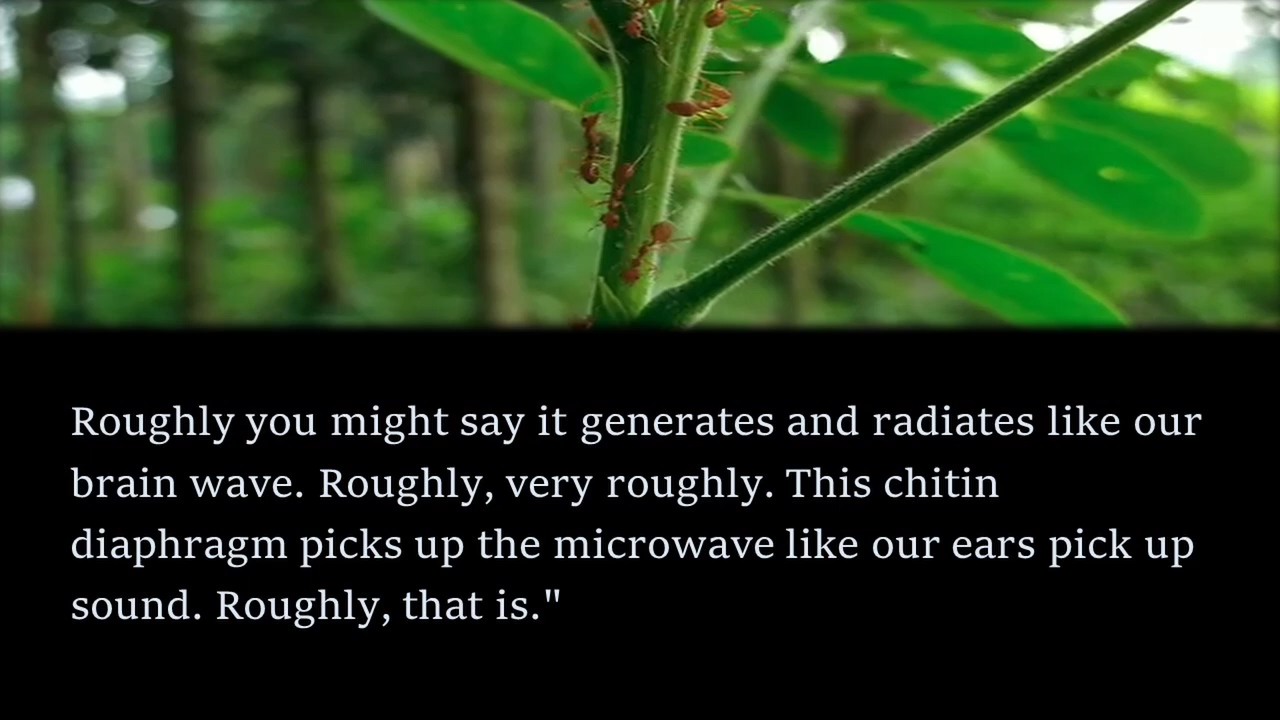 Roughly you might say it generates and radiates like our
brain wave. Roughly, very roughly. This chitin
diaphragm picks up the microwave like our ears pick up
sound. Roughly, that is."